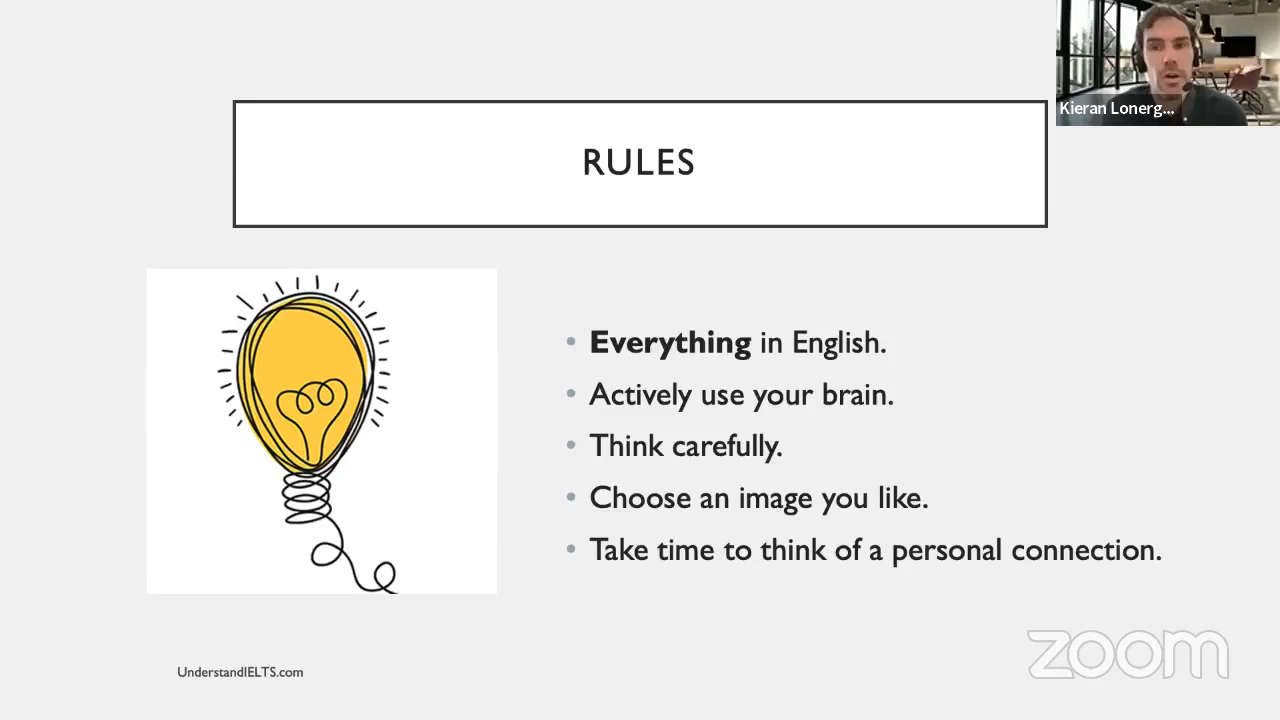 Kieran Lonerg...
RULES
• Everything in English.
• Actively use your brain.
• Think carefully.
• Choose an image you like.
• Take time to think of a personal connection.
UnderstandIELTS.com
zoom